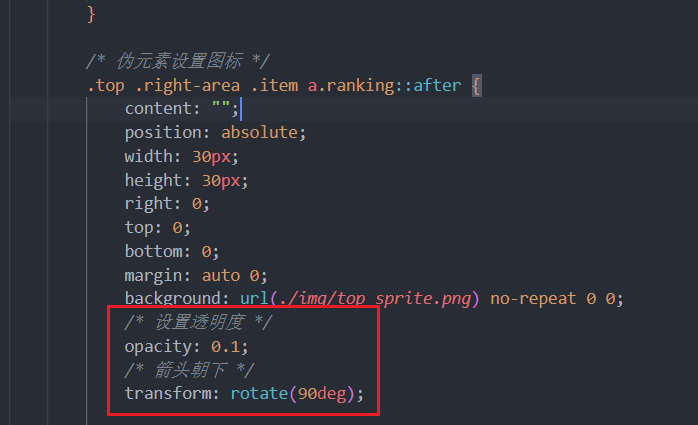 }
/* 伪元素设置图标 */
.top .right-area .item a.ranking::after {
content: "";
position: absolute;
width: 30px;
height: 30px;
right: 0;
top: 0;
bottom: 0;
margin: auto 0;
background: url(./img/top_sprite.png) no-repeat 0 0;
/* 设置透明度 */
opacity: 0.1;
/* 箭头朝下 */
transform: rotate(90deg);